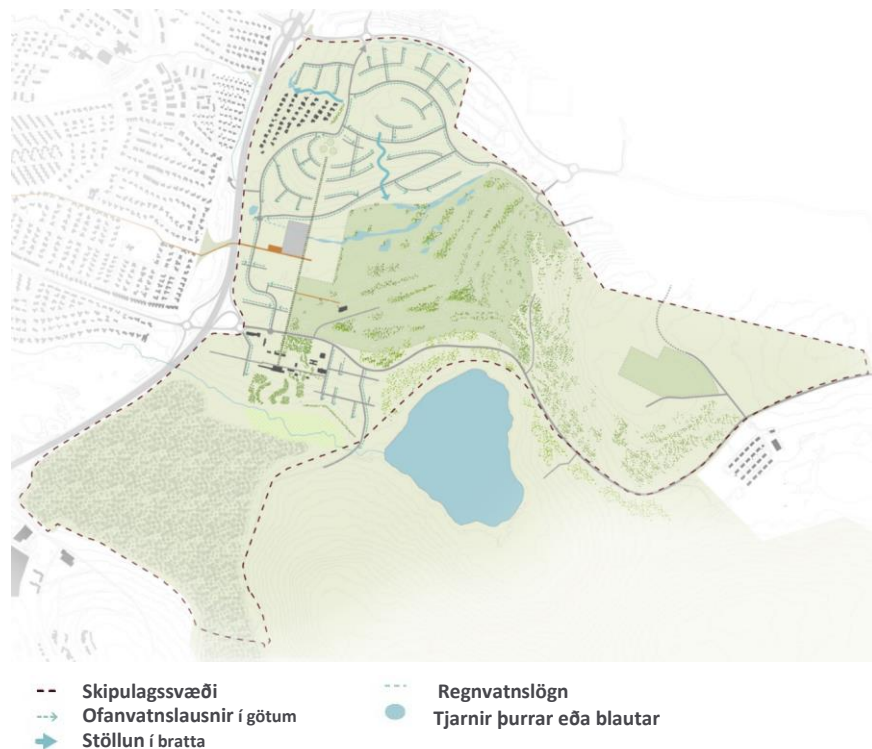 Skipulagssvæði
Ofanvatnslausnir í götum
Stöllun í bratta
Regnvatnslögn
Tjarnir þurrar eða blautar